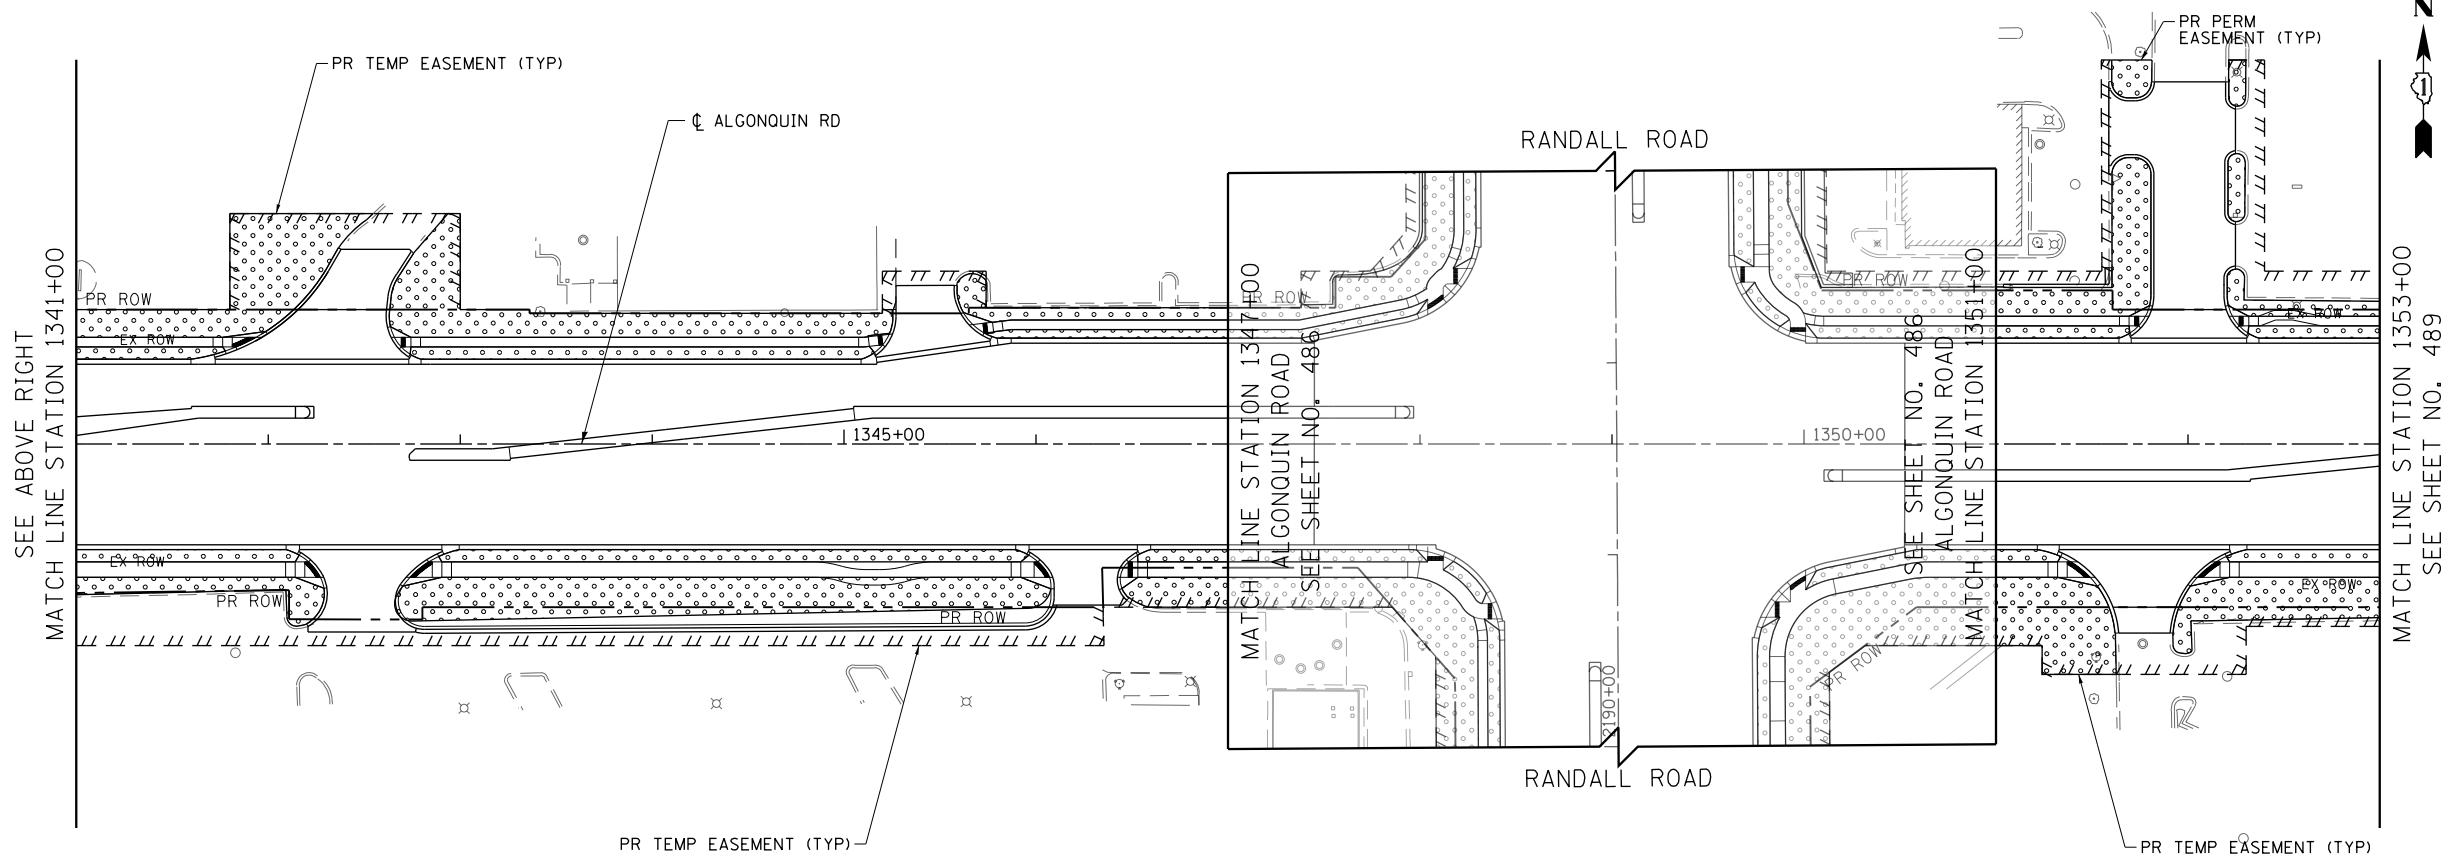 N
1
PR PERM
EASEMENT (TYP)
PR TEMP EASEMENT (TYP)
℄ ALGONQUIN RD
RANDALL ROAD
SEE ABOVE RIGHT
MATCH LINE STATION 1341+00
PR ROW
EX ROW
PR ROW
MATCH LINE STATION 1347+00
ALGONQUIN ROAD
SEE SHEET NO. 486
PR ROW
SEE SHEET NO. 486
ALGONQUIN ROAD
MATCH LINE STATION 1351+00
EX ROW
MATCH LINE STATION 1353+00
SEE SHEET NO. 489
1345+00
1350+00
EX ROW
PR ROW
PR ROW
PR ROW
EX ROW
2190+00
RANDALL ROAD
PR TEMP EASEMENT (TYP)
PR TEMP EASEMENT (TYP)